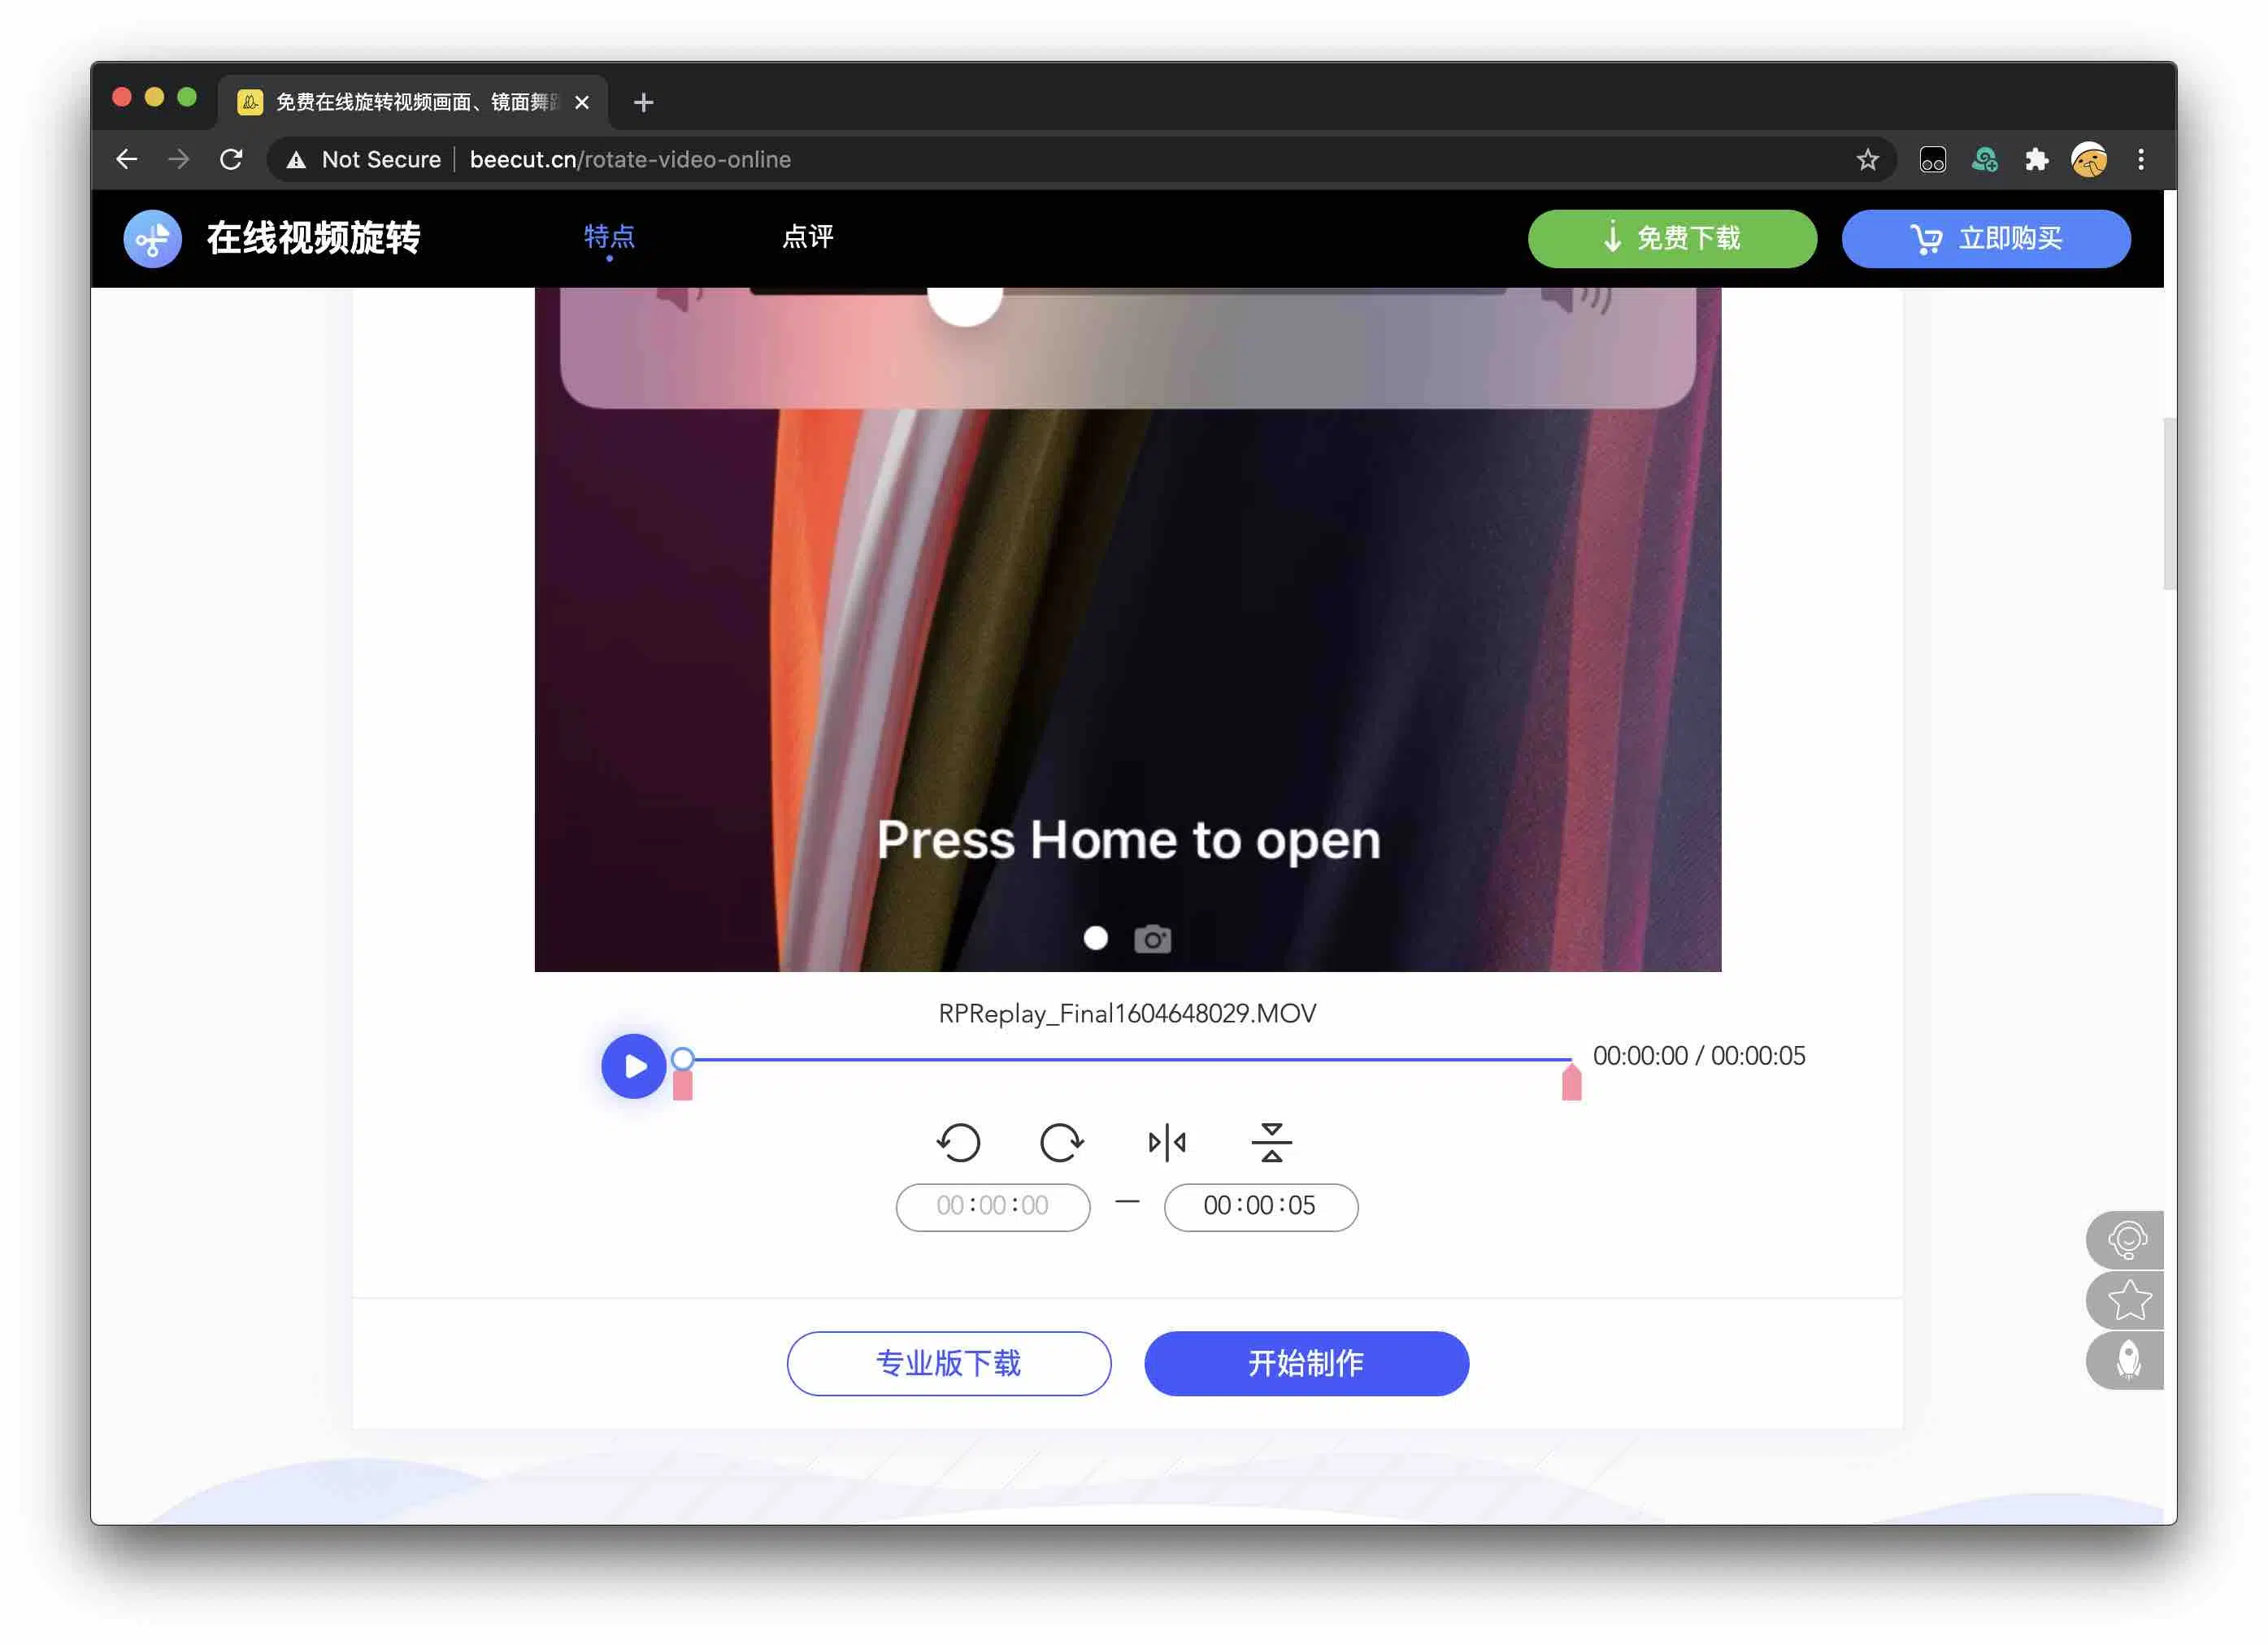 免费在线旋转视频画面、镜面舞
Not Secure beecut.cn/rotate-video-online
在线视频旋转 特点 点评 免费下载 立即购买
Press Home to open
RPReplay_Final1604648029.MOV
00:00:00 / 00:00:05
00:00:00 — 00:00:05
专业版下载 开始制作